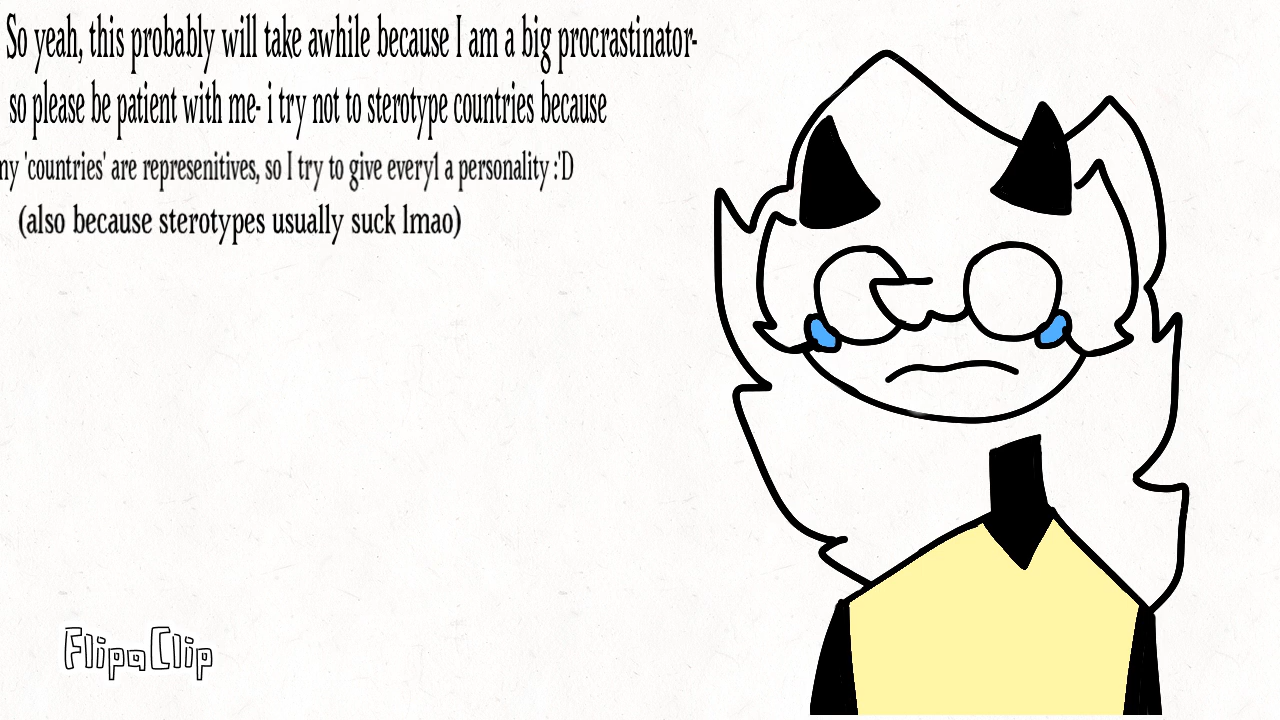 So yeah, this probably will take awhile because I am a big procrastinator-
so please be patient with me- i try not to sterotype countries because
ny 'countries' are represenitives, so I try to give every1 a personality :'D
(also because sterotypes usually suck lmao)
FlipaClip